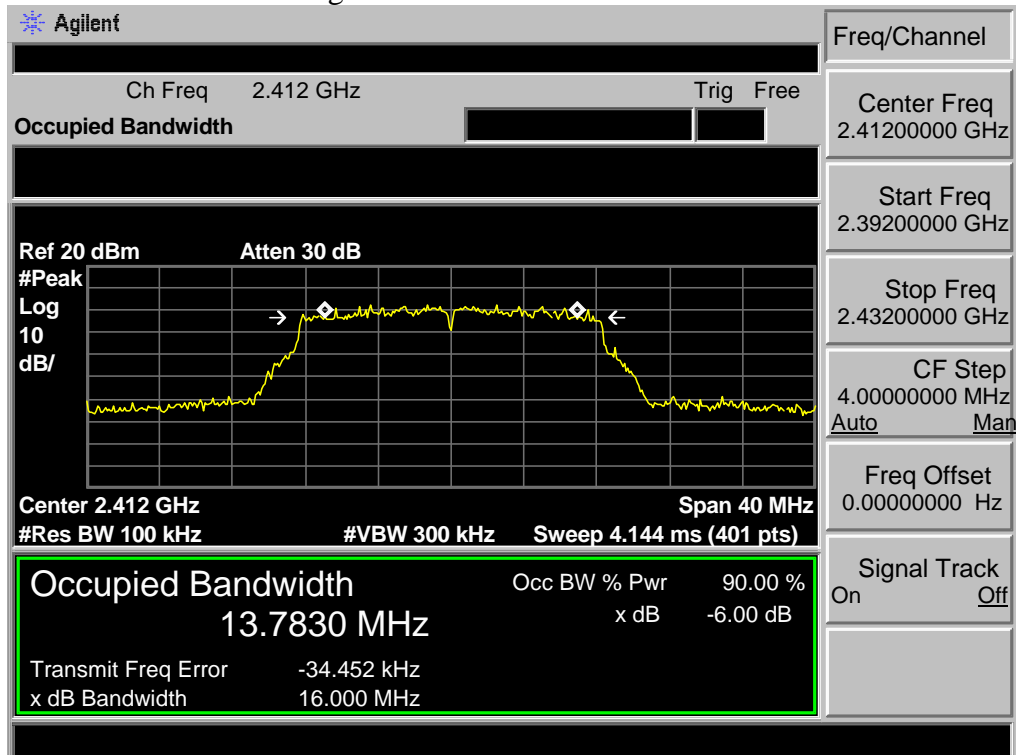 Agilent
Freq/Channel
Ch Freq 2.412 GHz Trig Free
Occupied Bandwidth
Center Freq
2.41200000 GHz
Start Freq
2.39200000 GHz
Ref 20 dBm Atten 30 dB
#Peak
Log
10
dB/
Stop Freq
2.43200000 GHz
CF Step
4.00000000 MHz
Auto Man
Center 2.412 GHz Span 40 MHz
#Res BW 100 kHz #VBW 300 kHz Sweep 4.144 ms (401 pts)
Freq Offset
0.00000000 Hz
Occupied Bandwidth Occ BW % Pwr 90.00 %
13.7830 MHz x dB -6.00 dB
Transmit Freq Error -34.452 kHz
x dB Bandwidth 16.000 MHz
Signal Track
On Off